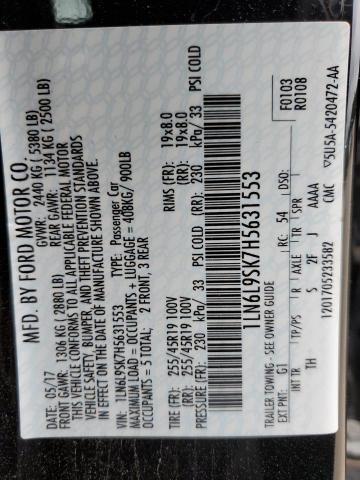 MFD. BY FORD MOTOR CO.
DATE: 05/17 GVWR: 2440 KG ( 5380 LB)
FRONT GAWR: 1306 KG (2880 LB) REAR GAWR: 1134 KG (2500 LB)
THIS VEHICLE CONFORMS TO ALL APPLICABLE FEDERAL MOTOR
VEHICLE SAFETY, BUMPER, AND THEFT PREVENTION STANDARDS
IN EFFECT ON THE DATE OF MANUFACTURE SHOWN ABOVE.
VIN: 1LN6L9SK7H5631553 TYPE: Passenger Car
MAXIMUM LOAD = OCCUPANTS + LUGGAGE = 408KG/ 900LB
OCCUPANTS = 5 TOTAL: 2 FRONT, 3 REAR
TIRE (FR): 255/45R19 100V RIMS (FR): 19x8.0
TIRE (RR): 255/45R19 100V (RR): 19x8.0
PRESSURE (FR): 230 kPa/ 33 PSI COLD (RR): 230 kPa/ 33 PSI COLD
1LN6L9SK7H5631553
F0103
R0108
TRAILER TOWING - SEE OWNER GUIDE
EXT PNT: G1 RC: 54 DSO:
INT TR TP/PS R AXLE TR SPR
TH S 2F J AAAA
1201705233582 CMC ▽5U5A-5420472-AA